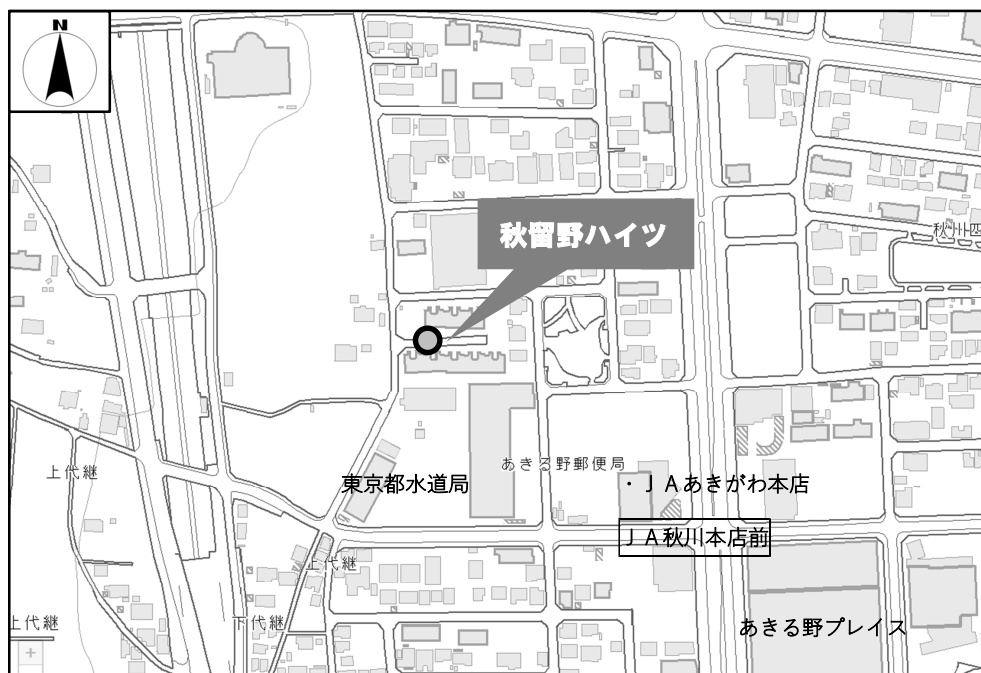 N
秋留野ハイツ
秋川四
あきる野郵便局
上代継
東京都水道局
・ＪＡあきがわ本店
ＪＡ秋川本店前
上代継
上代継
下代継
あきる野プレイス